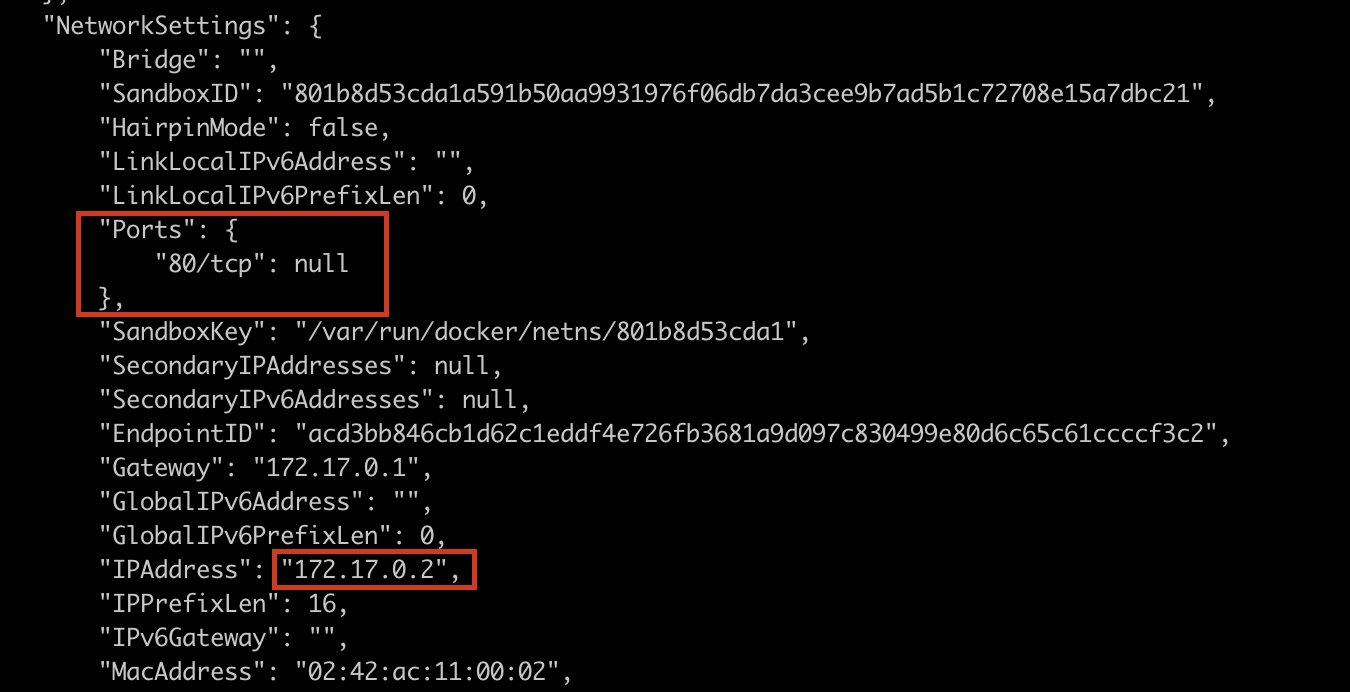 },
"NetworkSettings": {
"Bridge": "",
"SandboxID": "801b8d53cda1a591b50aa9931976f06db7da3cee9b7ad5b1c72708e15a7dbc21",
"HairpinMode": false,
"LinkLocalIPv6Address": "",
"LinkLocalIPv6PrefixLen": 0,
"Ports": {
"80/tcp": null
},
"SandboxKey": "/var/run/docker/netns/801b8d53cda1",
"SecondaryIPAddresses": null,
"SecondaryIPv6Addresses": null,
"EndpointID": "acd3bb846cb1d62c1eddf4e726fb3681a9d097c830499e80d6c65c61ccccf3c2",
"Gateway": "172.17.0.1",
"GlobalIPv6Address": "",
"GlobalIPv6PrefixLen": 0,
"IPAddress": "172.17.0.2",
"IPPrefixLen": 16,
"IPv6Gateway": "",
"MacAddress": "02:42:ac:11:00:02",